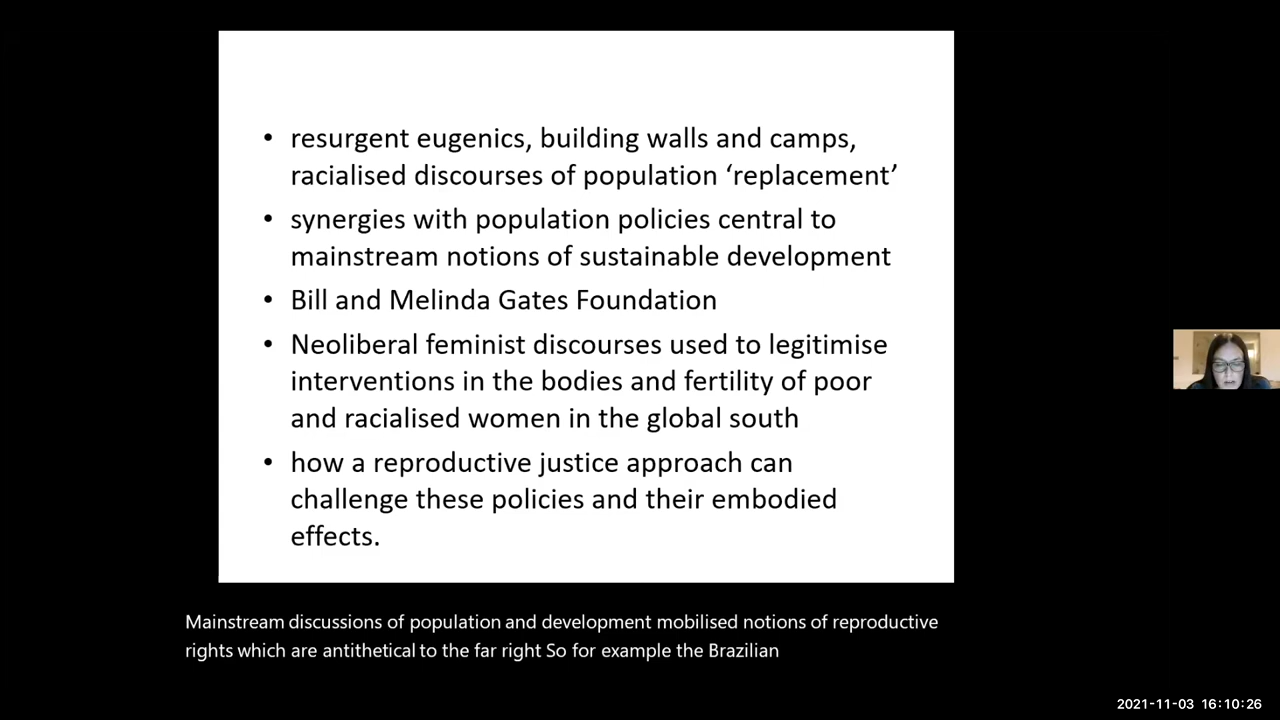 • resurgent eugenics, building walls and camps,
racialised discourses of population ‘replacement’
• synergies with population policies central to
mainstream notions of sustainable development
• Bill and Melinda Gates Foundation
• Neoliberal feminist discourses used to legitimise
interventions in the bodies and fertility of poor
and racialised women in the global south
• how a reproductive justice approach can
challenge these policies and their embodied
effects.
Mainstream discussions of population and development mobilised notions of reproductive
rights which are antithetical to the far right So for example the Brazilian
2021-11-03 16:10:26